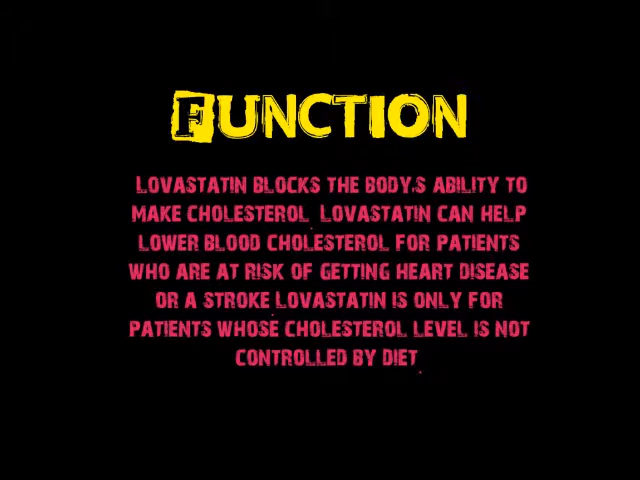 FUNCTION
LOVASTATIN BLOCKS THE BODY,S ABILITY TO
MAKE CHOLESTEROL. LOVASTATIN CAN HELP
LOWER BLOOD CHOLESTEROL FOR PATIENTS
WHO ARE AT RISK OF GETTING HEART DISEASE
OR A STROKE.LOVASTATIN IS ONLY FOR
PATIENTS WHOSE CHOLESTEROL LEVEL IS NOT
CONTROLLED BY DIET.